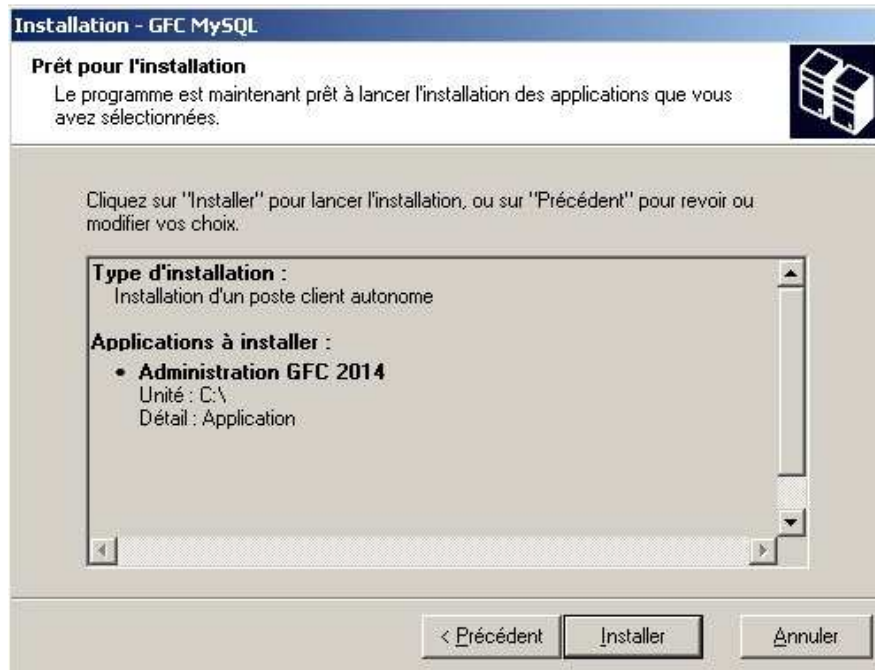 Installation - GFC MySQL
Prêt pour l'installation
Le programme est maintenant prêt à lancer l'installation des applications que vous
avez sélectionnées.
Cliquez sur "Installer" pour lancer l'installation, ou sur "Précédent" pour revoir ou
modifier vos choix.
Type d'installation :
Installation d'un poste client autonome
Applications à installer :
• Administration GFC 2014
Unité : C:\
Détail : Application
< Précédent
Installer
Annuler